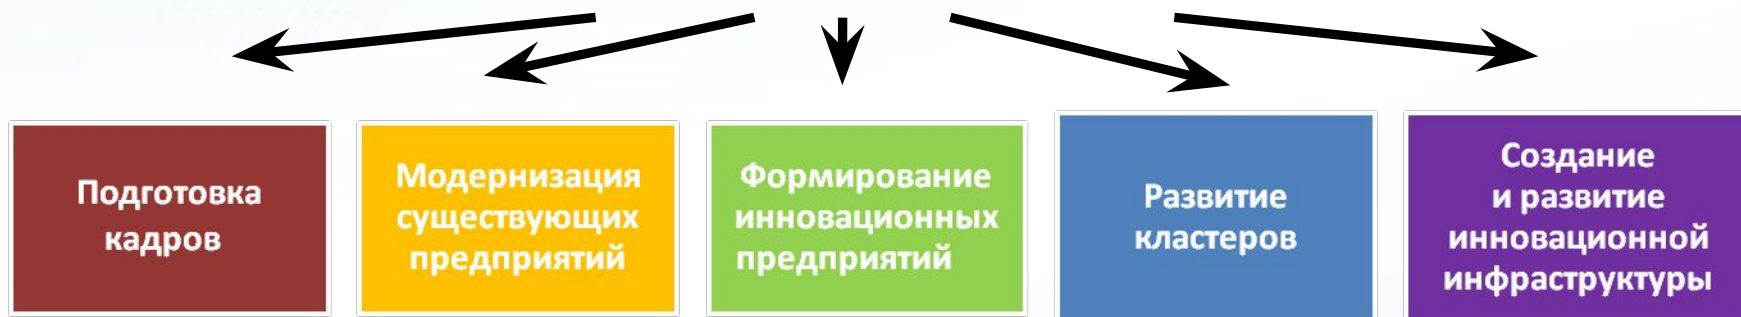 Подготовка
кадров
Модернизация
существующих
предприятий
Формирование
инновационных
предприятий
Развитие
кластеров
Создание
и развитие
инновационной
инфраструктуры